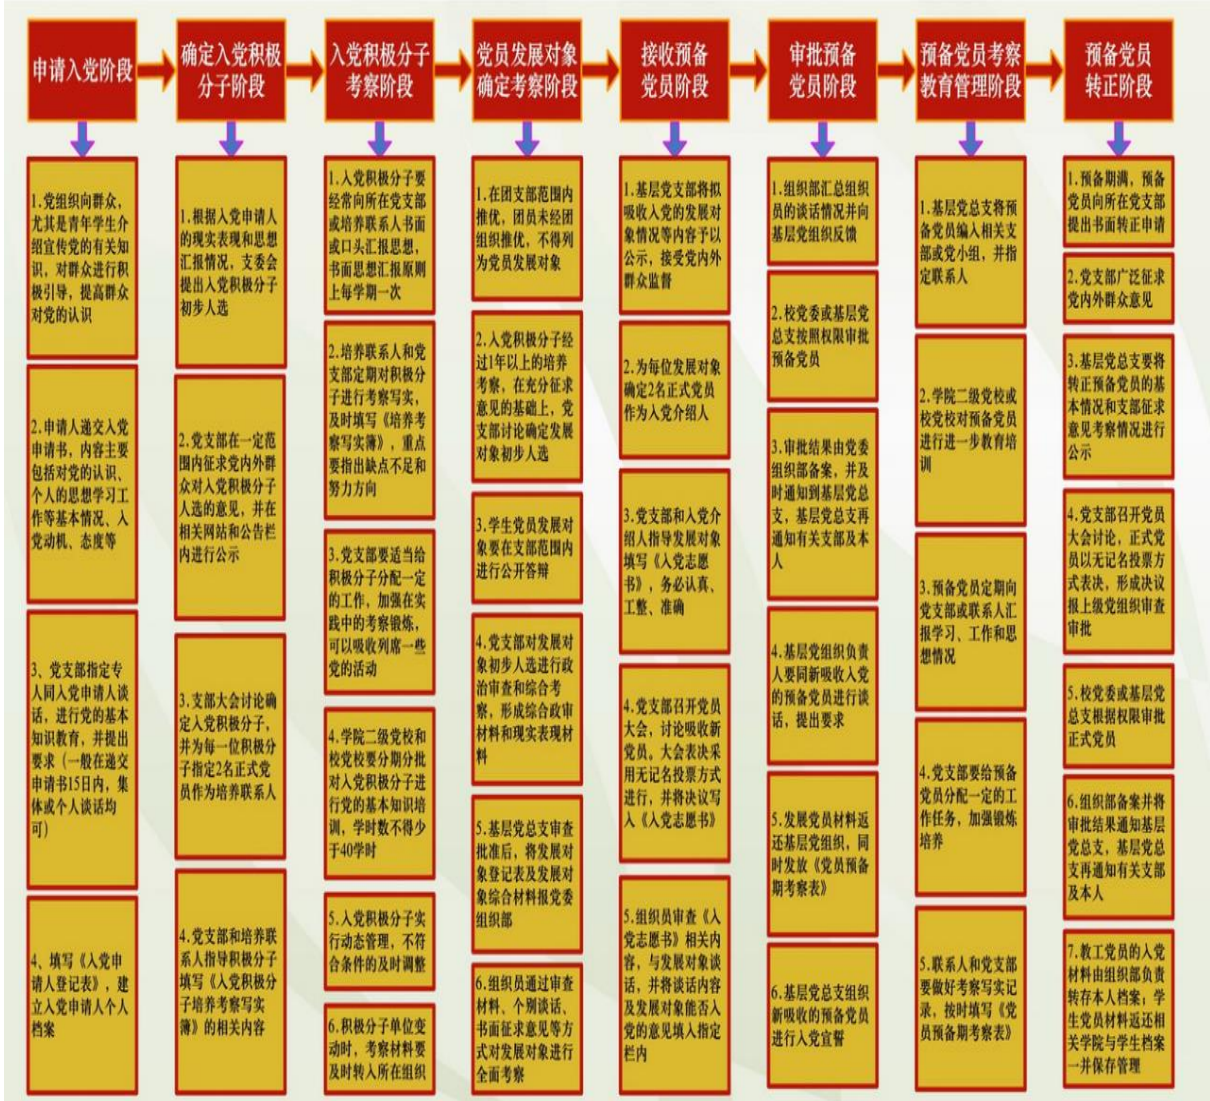 申请入党阶段
确定入党积极
分子阶段
入党积极分子
考察阶段
党员发展对象
确定考察阶段
接收预备
党员阶段
审批预备
党员阶段
预备党员考察
教育管理阶段
预备党员
转正阶段
1.党组织向群众,
尤其是青年学生介
绍宣传党的有关知
识，对群众进行积
极引导，提高群众
对党的认识
2.申请人递交入党
申请书，内容主要
包括对党的认识、
个人的思想学习工
作等基本情况、入
党动机、态度等
3、党支部指定专
人同入党申请人谈
话，进行党的基本
知识教育，并提出
要求（一般在递交
申请书15日内，集
体或个人谈话均
可）
4、填写《入党申
请人登记表》，建
立入党申请人个人
档案
1.根据入党申请人
的现实表现和思想
汇报情况，支委会
提出入党积极分子
初步人选
2.党支部在一定范
围内征求党内外群
众对入党积极分子
人选的意见，并在
相关网站和公告栏
内进行公示
3.支部大会讨论确
定入党积极分子，
并为每一位积极分
子指定2名正式党
员作为培养联系人
4.党支部和培养联
系人指导积极分子
填写《入党积极分
子培养考察写实
簿》的相关内容
1.入党积极分子要
经常向所在党支部
或培养联系人书面
或口头汇报思想，
书面思想汇报原则
上每学期一次
2.培养联系人和党
支部定期对积极分
子进行考察写实，
及时填写《培养考
察写实簿》，重点
要指出缺点不足和
努力方向
3.党支部要适当给
积极分子分配一定
的工作，加强在实
践中的考察锻炼，
可以吸收列席一些
党的活动
4.学院二级党校和
校党校要分期分批
对入党积极分子进
行党的基本知识培
训，学时数不得少
于40学时
5.入党积极分子实
行动态管理，不符
合条件的及时调整
6.积极分子单位变
动时，考察材料要
及时转入所在组织
1.在团支部范围内
推优，团员未经团
组织推优，不得列
为党员发展对象
2.入党积极分子经
过1年以上的培养
考察，在充分征求
意见的基础上，党
支部讨论确定发展
对象初步人选
3.学生党员发展对
象要在支部范围内
进行公开答辩
4.党支部对发展对
象初步人选进行政
治审查和综合考
察，形成综合政审
材料和现实表现材
料
5.基层党总支审查
批准后，将发展对
象登记表及发展对
象综合材料报党委
组织部
6.组织员通过审查
材料、个别谈话、
书面征求意见等方
式对发展对象进行
全面考察
1.基层党支部将拟
吸收入党的发展对
象情况等内容予以
公示，接受党内外
群众监督
2.为每位发展对象
确定2名正式党员
作为入党介绍人
3.党支部和入党介
绍人指导发展对象
填写《入党志愿
书》，务必认真、
工整、准确
4.党支部召开党员
大会，讨论吸收新
党员。大会表决采
用无记名投票方式
进行，并将决议写
入《入党志愿书》
5.组织员审查《入
党志愿书》相关内
容，与发展对象谈
话，并将谈话内容
及发展对象能否入
党的意见填入指定
栏内
1.组织部汇总组织
员的谈话情况并向
基层党组织反馈
2.校党委或基层党
总支按照权限审批
预备党员
3.审批结果由党委
组织部备案，并及
时通知到基层党总
支，基层党总支再
通知有关支部及本
人
4.基层党组织负责
人要同新吸收入党
的预备党员进行谈
话，提出要求
5.发展党员材料返
还基层党组织，同
时发放《党员预备
期考察表》
6.基层党总支组织
新吸收的预备党员
进行入党宣誓
1.基层党总支将预
备党员编入相关支
部或党小组，并指
定联系人
2.学院二级党校或
校党校对预备党员
进行进一步教育培
训
3.预备党员定期向
党支部或联系人汇
报学习、工作和思
想情况
4.党支部要给预备
党员分配一定的工
作任务，加强锻炼
培养
5.联系人和党支部
要做好考察写实记
录，按时填写《党
员预备期考察表》
1.预备期满，预备
党员向所在党支部
提出书面转正申请
2.党支部广泛征求
党内外群众意见
3.基层党总支要将
转正预备党员的基
本情况和支部征求
意见考察情况进行
公示
4.党支部召开党员
大会讨论，正式党
员以无记名投票方
式表决，形成决议
报上级党组织审查
审批
5.校党委或基层党
总支根据权限审批
正式党员
6.组织部备案并将
审批结果通知基层
党总支，基层党总
支再通知有关支部
及本人
7.教工党员的入党
材料由组织部负责
转存本人档案；学
生党员材料返还相
关学院与学生档案
一并保存管理